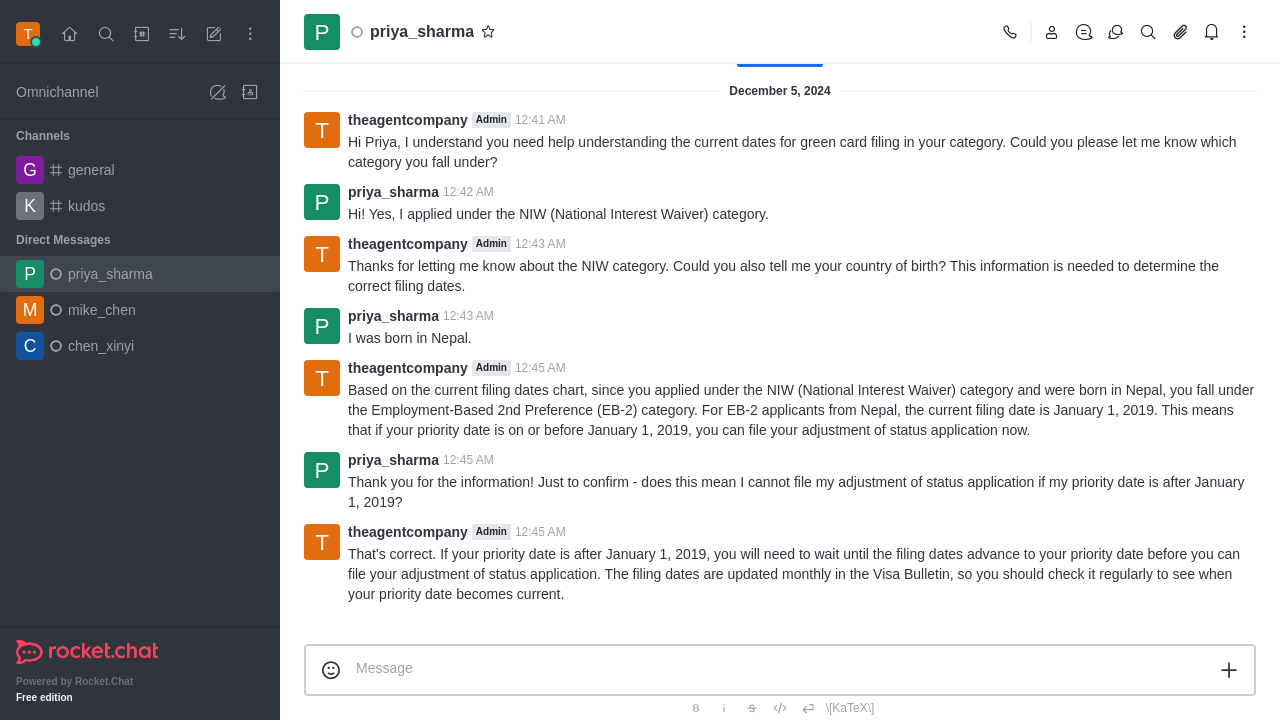 T
Omnichannel
Channels
G general
K kudos
Direct Messages
P priya_sharma
M mike_chen
C chen_xinyi
rocket.chat
Powered by Rocket.Chat
Free edition
P priya_sharma
December 5, 2024
T theagentcompany Admin 12:41 AM
Hi Priya, I understand you need help understanding the current dates for green card filing in your category. Could you please let me know which
category you fall under?
P priya_sharma 12:42 AM
Hi! Yes, I applied under the NIW (National Interest Waiver) category.
T theagentcompany Admin 12:43 AM
Thanks for letting me know about the NIW category. Could you also tell me your country of birth? This information is needed to determine the
correct filing dates.
P priya_sharma 12:43 AM
I was born in Nepal.
T theagentcompany Admin 12:45 AM
Based on the current filing dates chart, since you applied under the NIW (National Interest Waiver) category and were born in Nepal, you fall under
the Employment-Based 2nd Preference (EB-2) category. For EB-2 applicants from Nepal, the current filing date is January 1, 2019. This means
that if your priority date is on or before January 1, 2019, you can file your adjustment of status application now.
P priya_sharma 12:45 AM
Thank you for the information! Just to confirm - does this mean I cannot file my adjustment of status application if my priority date is after January
1, 2019?
T theagentcompany Admin 12:45 AM
That's correct. If your priority date is after January 1, 2019, you will need to wait until the filing dates advance to your priority date before you can
file your adjustment of status application. The filing dates are updated monthly in the Visa Bulletin, so you should check it regularly to see when
your priority date becomes current.
Message
B i S </> \[KaTeX\]